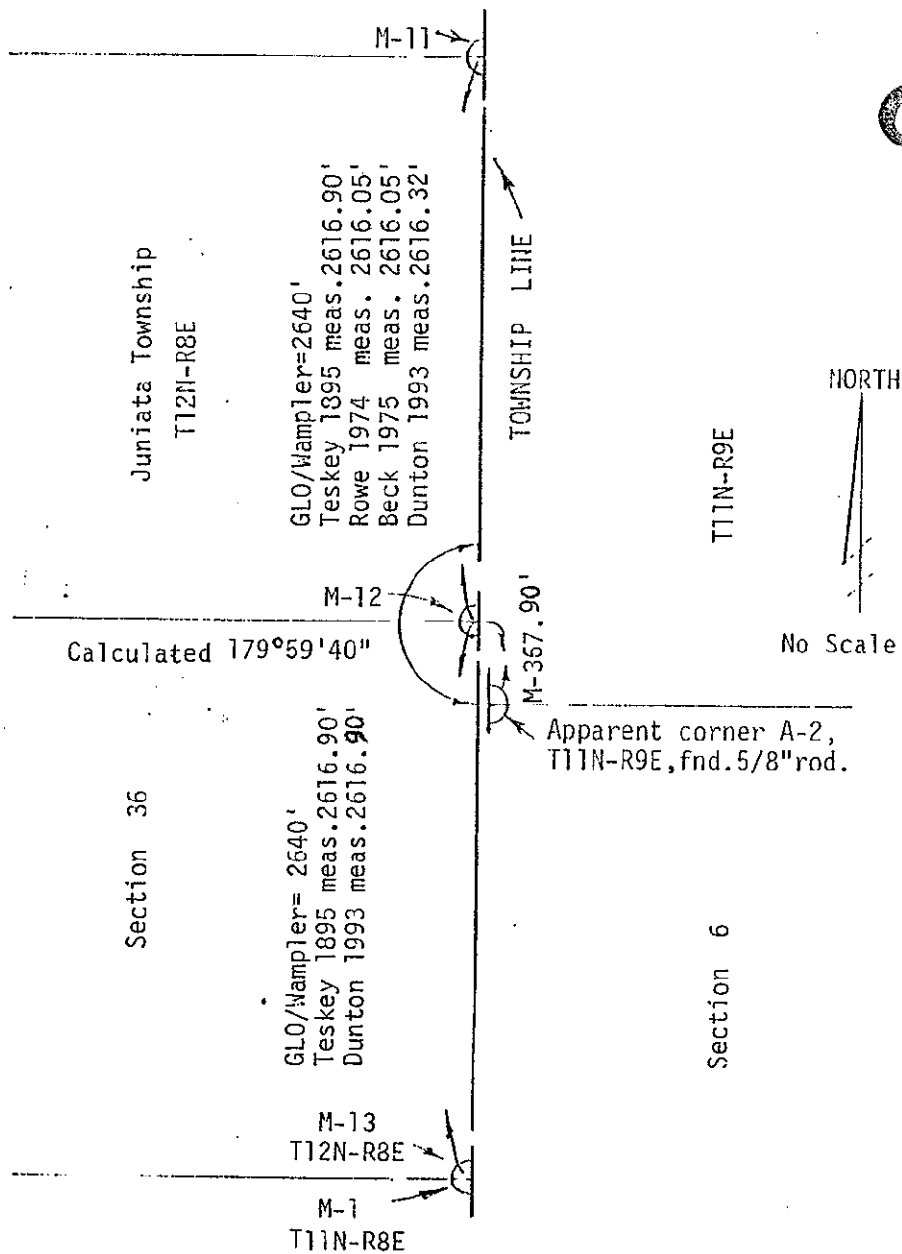 M-11
Juniata Township
T12N-R8E
GLO/Wampler=2640'
Teskey 1895 meas.2616.90'
Rowe 1974 meas. 2616.05'
Beck 1975 meas. 2616.05'
Dunton 1993 meas.2616.32'
TOWNSHIP LINE
NORTH
T11N-R9E
M-12
M-367.90'
No Scale
Calculated 179°59'40"
Apparent corner A-2,
T11N-R9E,fnd.5/8"rod.
Section 36
GLO/Wampler= 2640'
Teskey 1895 meas.2616.90'
Dunton 1993 meas.2616.90'
Section 6
M-13
T12N-R8E
M-1
T11N-R8E